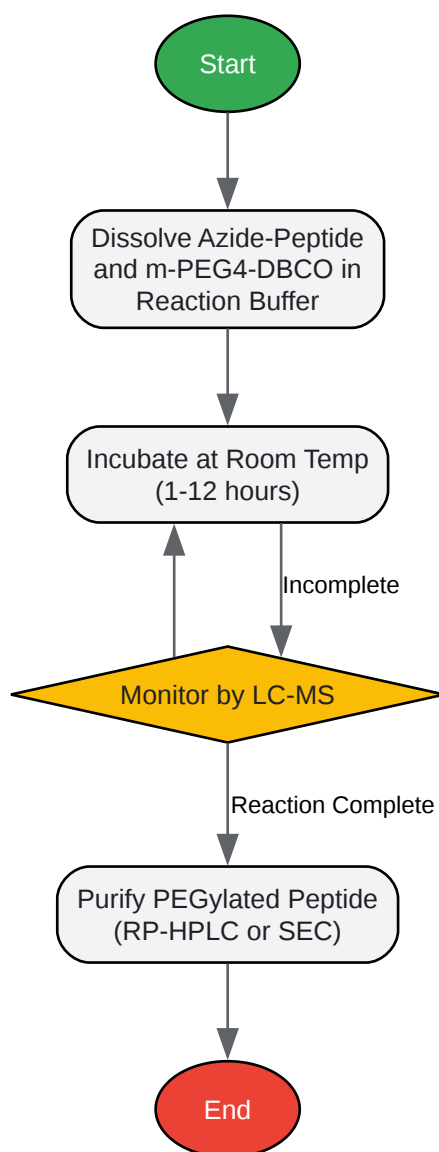 Start
Dissolve Azide-Peptide
and m-PEG4-DBCO in
Reaction Buffer
Incubate at Room Temp
(1-12 hours)
Incomplete
Monitor by LC-MS
Reaction Complete
Purify PEGylated Peptide
(RP-HPLC or SEC)
End